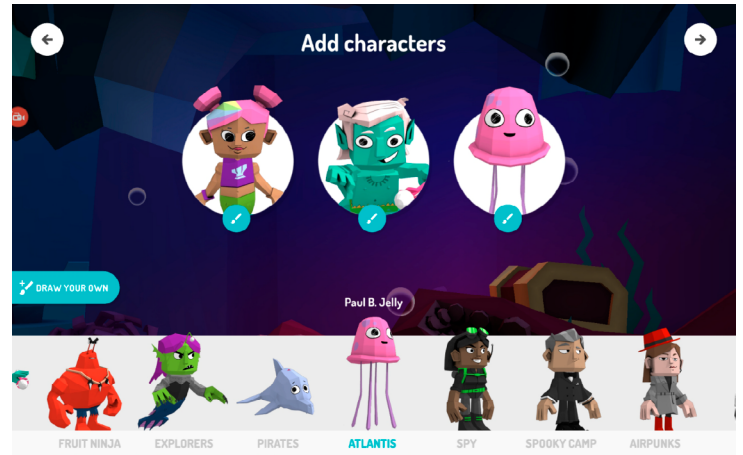 Add characters
DRAW YOUR OWN
Paul B. Jelly
FRUIT NINJA EXPLORERS PIRATES ATLANTIS SPY SPOOKY CAMP AIRPUNKS